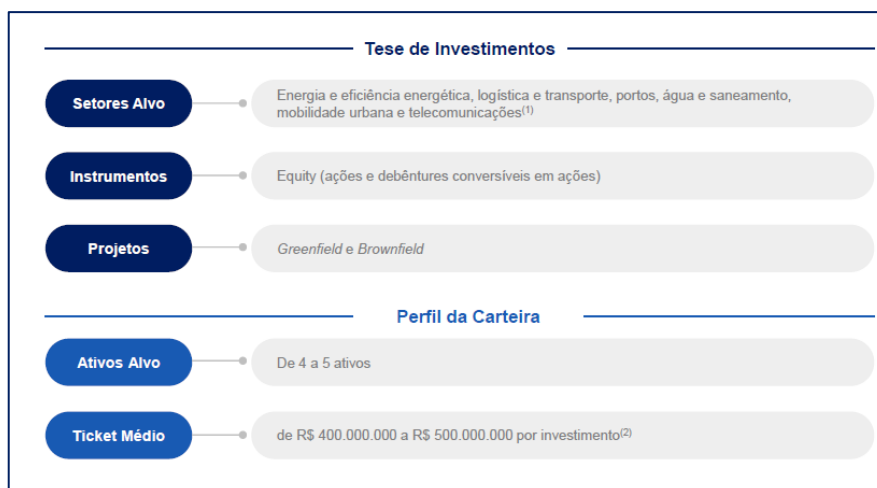 Tese de Investimentos
Setores Alvo
Energia e eficiência energética, logística e transporte, portos, água e saneamento,
mobilidade urbana e telecomunicações(1)
Instrumentos
Equity (ações e debêntures conversíveis em ações)
Projetos
Greenfield e Brownfield
Perfil da Carteira
Ativos Alvo
De 4 a 5 ativos
Ticket Médio
de R$ 400.000.000 a R$ 500.000.000 por investimento(2)